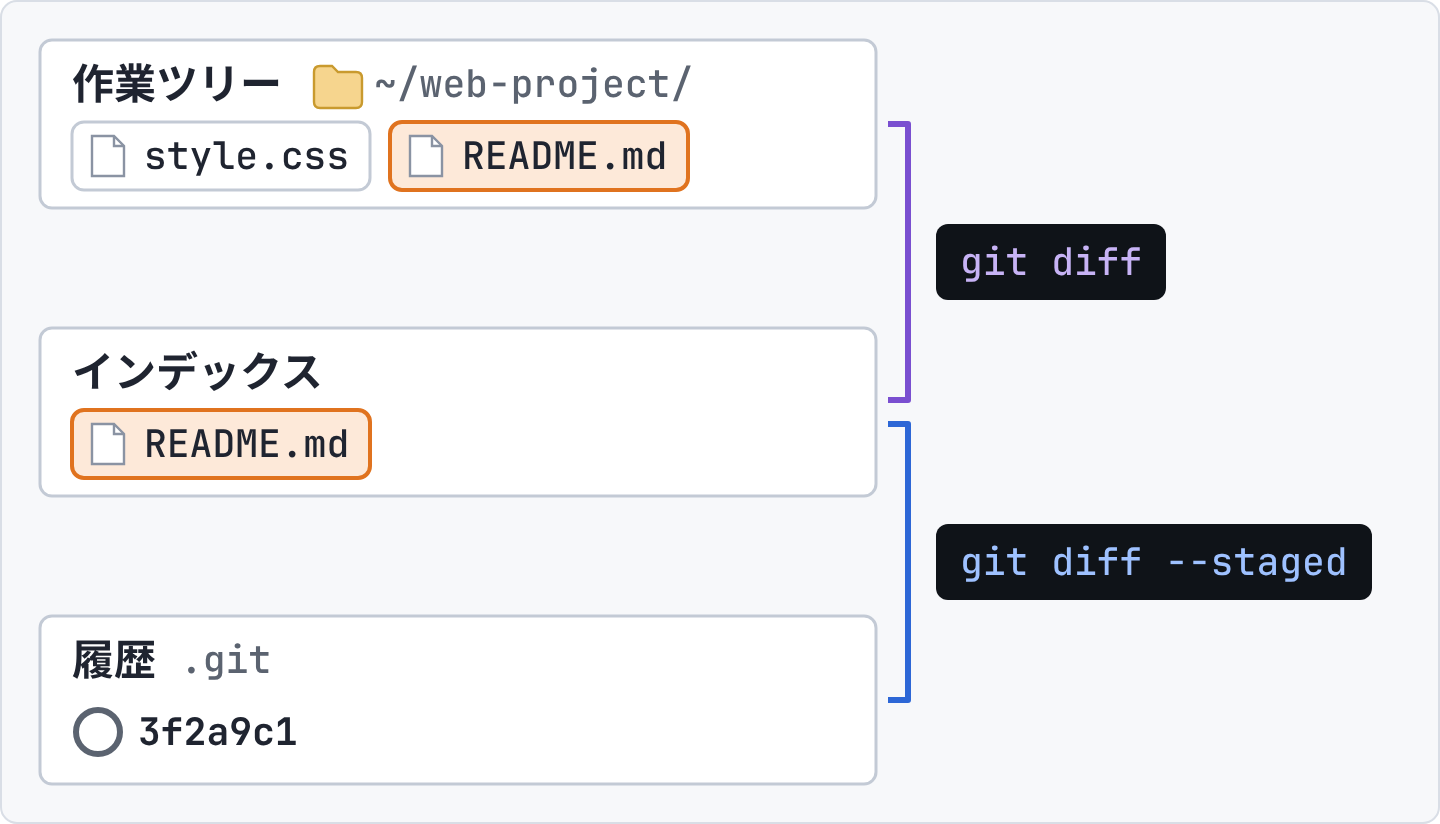 作業ツリー ~/web-project/
style.css README.md
git diff
インデックス
README.md
git diff --staged
履歴 .git
3f2a9c1